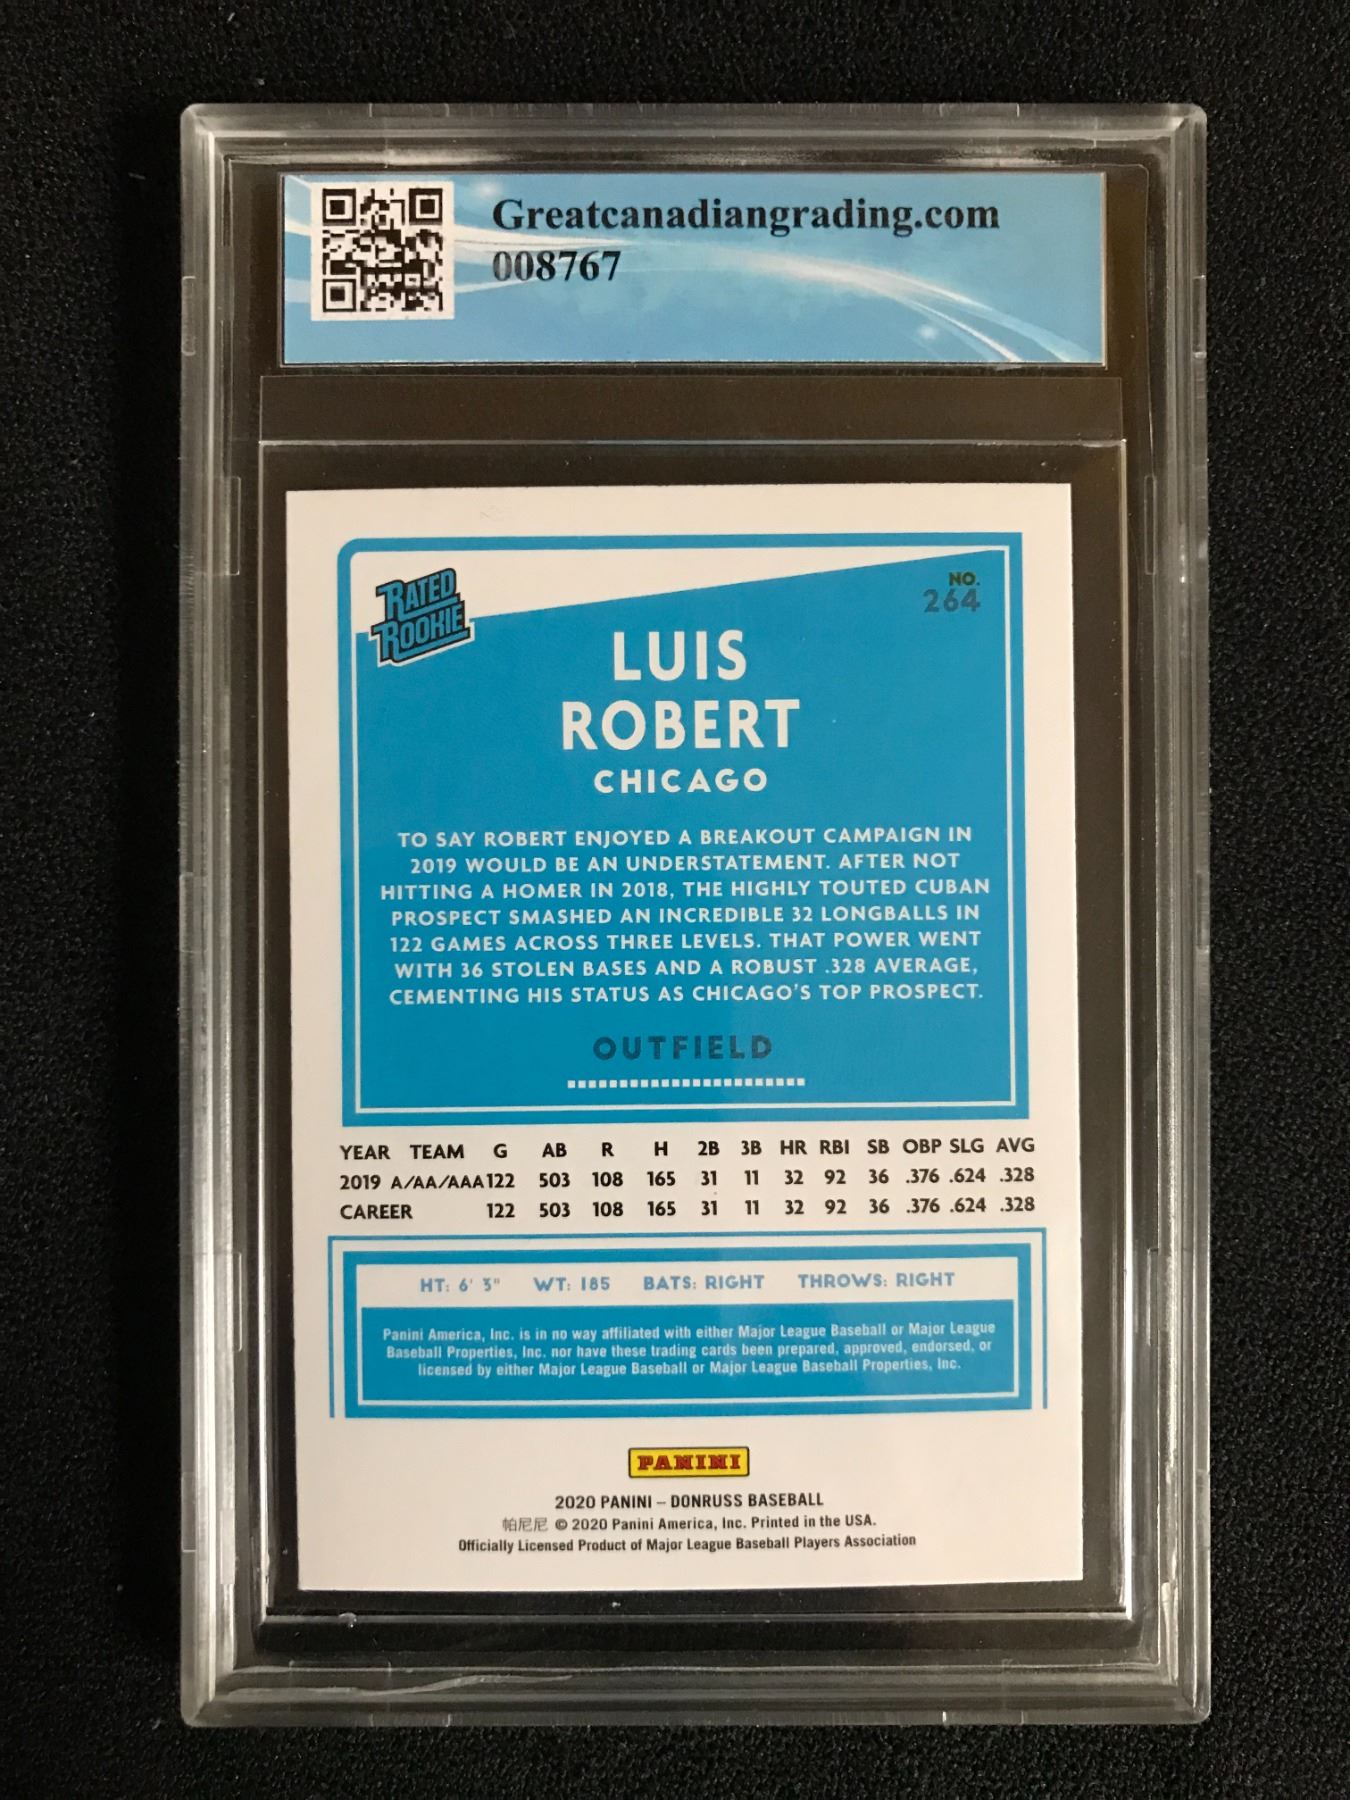 Greatcanadiangrading.com
008767
RATED
ROOKIE
NO.
264
LUIS
ROBERT
CHICAGO
TO SAY ROBERT ENJOYED A BREAKOUT CAMPAIGN IN
2019 WOULD BE AN UNDERSTATEMENT. AFTER NOT
HITTING A HOMER IN 2018, THE HIGHLY TOUTED CUBAN
PROSPECT SMASHED AN INCREDIBLE 32 LONGBALLS IN
122 GAMES ACROSS THREE LEVELS. THAT POWER WENT
WITH 36 STOLEN BASES AND A ROBUST .328 AVERAGE,
CEMENTING HIS STATUS AS CHICAGO'S TOP PROSPECT.
OUTFIELD
YEAR TEAM G AB R H 2B 3B HR RBI SB OBP SLG AVG
2019 A/AA/AAA 122 503 108 165 31 11 32 92 36 .376 .624 .328
CAREER 122 503 108 165 31 11 32 92 36 .376 .624 .328
HT: 6' 3" WT: 185 BATS: RIGHT THROWS: RIGHT
Panini America, Inc. is in no way affiliated with either Major League Baseball or Major League
Baseball Properties, Inc. nor have these trading cards been prepared, approved, endorsed, or
licensed by either Major League Baseball or Major League Baseball Properties, Inc.
PANINI
2020 PANINI – DONRUSS BASEBALL
帕尼尼 © 2020 Panini America, Inc. Printed in the USA.
Officially Licensed Product of Major League Baseball Players Association